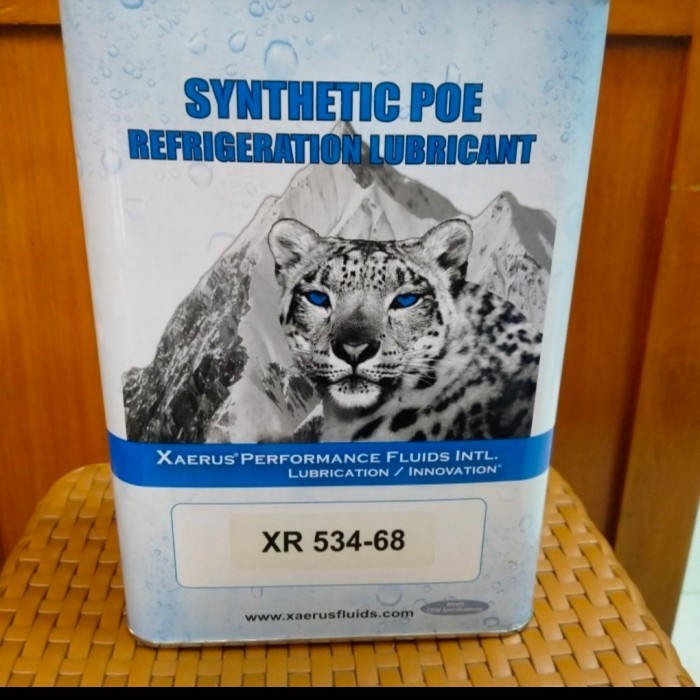 SYNTHETIC POE
REFRIGERATION LUBRICANT
XAERUS® PERFORMANCE FLUIDS INTL.
LUBRICATION / INNOVATION
XR 534-68
www.xaerusfluids.com